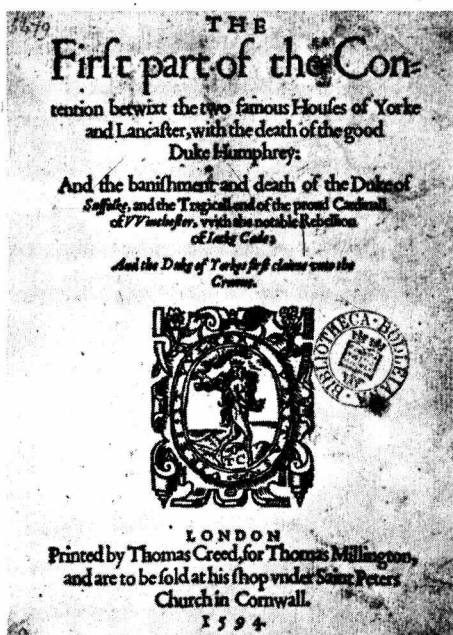 THE
Firſt part of the Con=
tention betwixt the two famous Houſes of Yorke
and Lancaſter, with the death of the good
Duke Humphrey:
And the baniſhment and death of the Duke of
Suffolke, and the Tragicall end of the proud Cardinall
of VVincheſter, vvith the notable Rebellion
of Iacke Cade:
And the Duke of Yorkes firſt claime vnto the
Crowne.
BIBLIOTHECA·BODLEIANA
T C
LONDON
Printed by Thomas Creed, for Thomas Millington,
and are to be ſold at his ſhop vnder Saint Peters
Church in Cornwall.
1594.